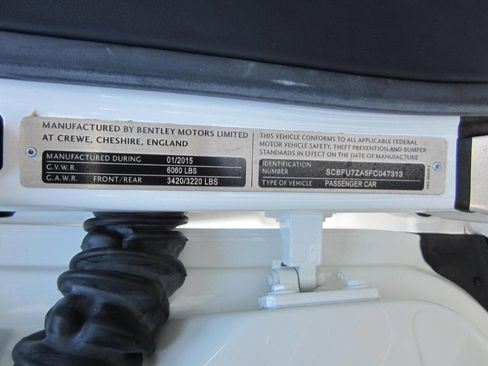 MANUFACTURED BY BENTLEY MOTORS LIMITED
AT CREWE, CHESHIRE, ENGLAND
MANUFACTURED DURING 01/2015
G.V.W.R. 6060 LBS
G.A.W.R. FRONT/REAR 3420/3220 LBS
THIS VEHICLE CONFORMS TO ALL APPLICABLE FEDERAL
MOTOR VEHICLE SAFETY, THEFT PREVENTION AND BUMPER
STANDARDS IN EFFECT ON THE DATE OF MANUFACTURE
IDENTIFICATION
NUMBER SCBFU7ZA5FC047313
TYPE OF VEHICLE PASSENGER CAR